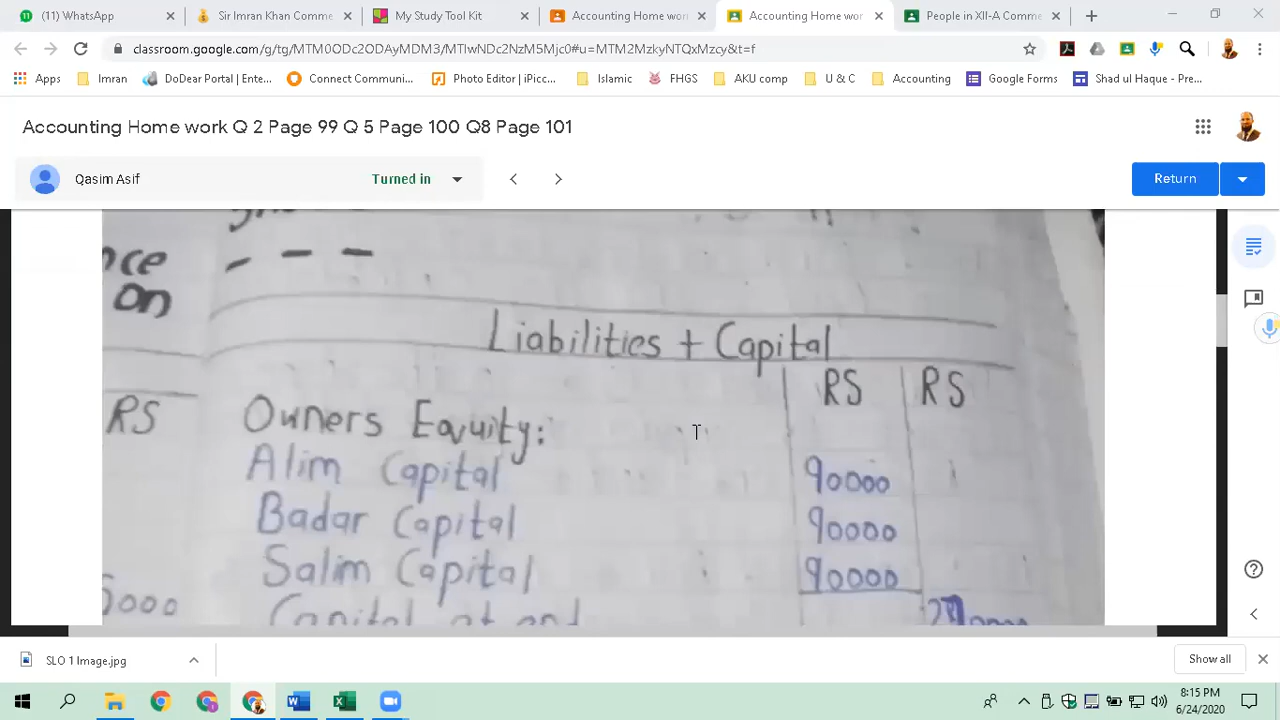 (11) WhatsApp
Sir Imran Khan Comme
My Study Tool Kit
Accounting Home wor
Accounting Home wor
People in XII-A Comme
classroom.google.com/g/tg/MTM0ODc2ODAyMDM3/MTIwNDc2NzM5Mjc0#u=MTM2MzkyNTQxMzcy&t=f
Apps Imran DoDear Portal | Ente... Connect Communi... Photo Editor | iPicc... Islamic FHGS AKU comp U & C Accounting Google Forms Shad ul Haque - Pre...
Accounting Home work Q 2 Page 99 Q 5 Page 100 Q8 Page 101
Qasim Asif Turned in Return
on
Liabilities + Capital
RS RS
RS Owners Equity:
Alim Capital 90000
Badar Capital 90000
Salim Capital 90000
Capital at end
SLO 1 Image.jpg Show all
8:15 PM
6/24/2020